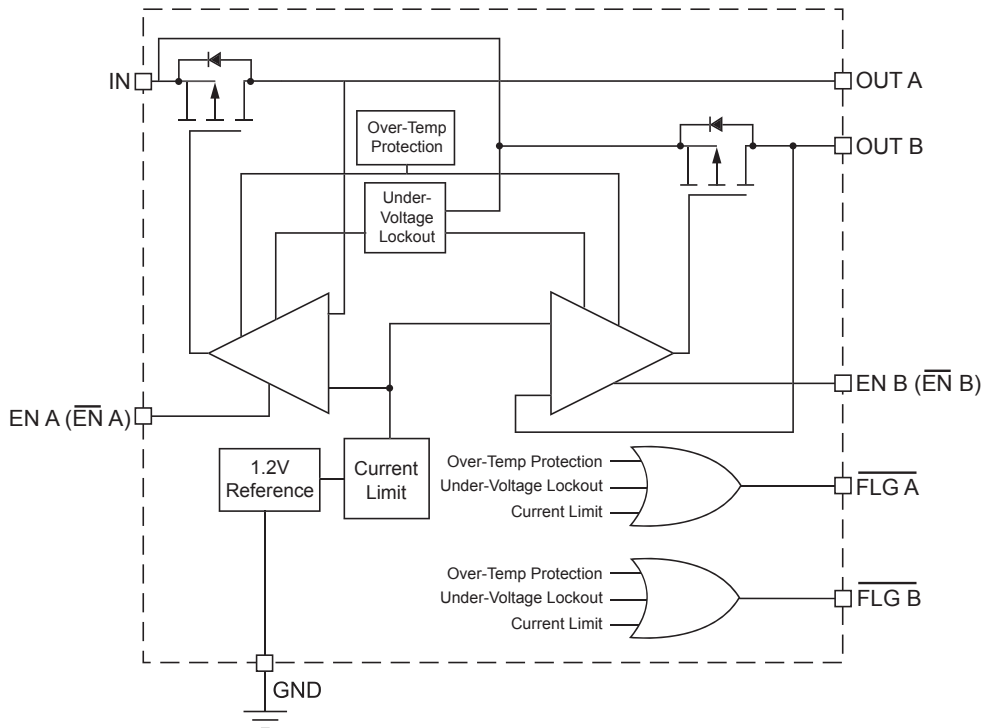 IN
OUT A
Over-Temp
Protection
OUT B
Under-
Voltage
Lockout
EN B (EN B)
EN A (EN A)
1.2V
Reference
Current
Limit
Over-Temp Protection
Under-Voltage Lockout
Current Limit
FLG A
Over-Temp Protection
Under-Voltage Lockout
Current Limit
FLG B
GND